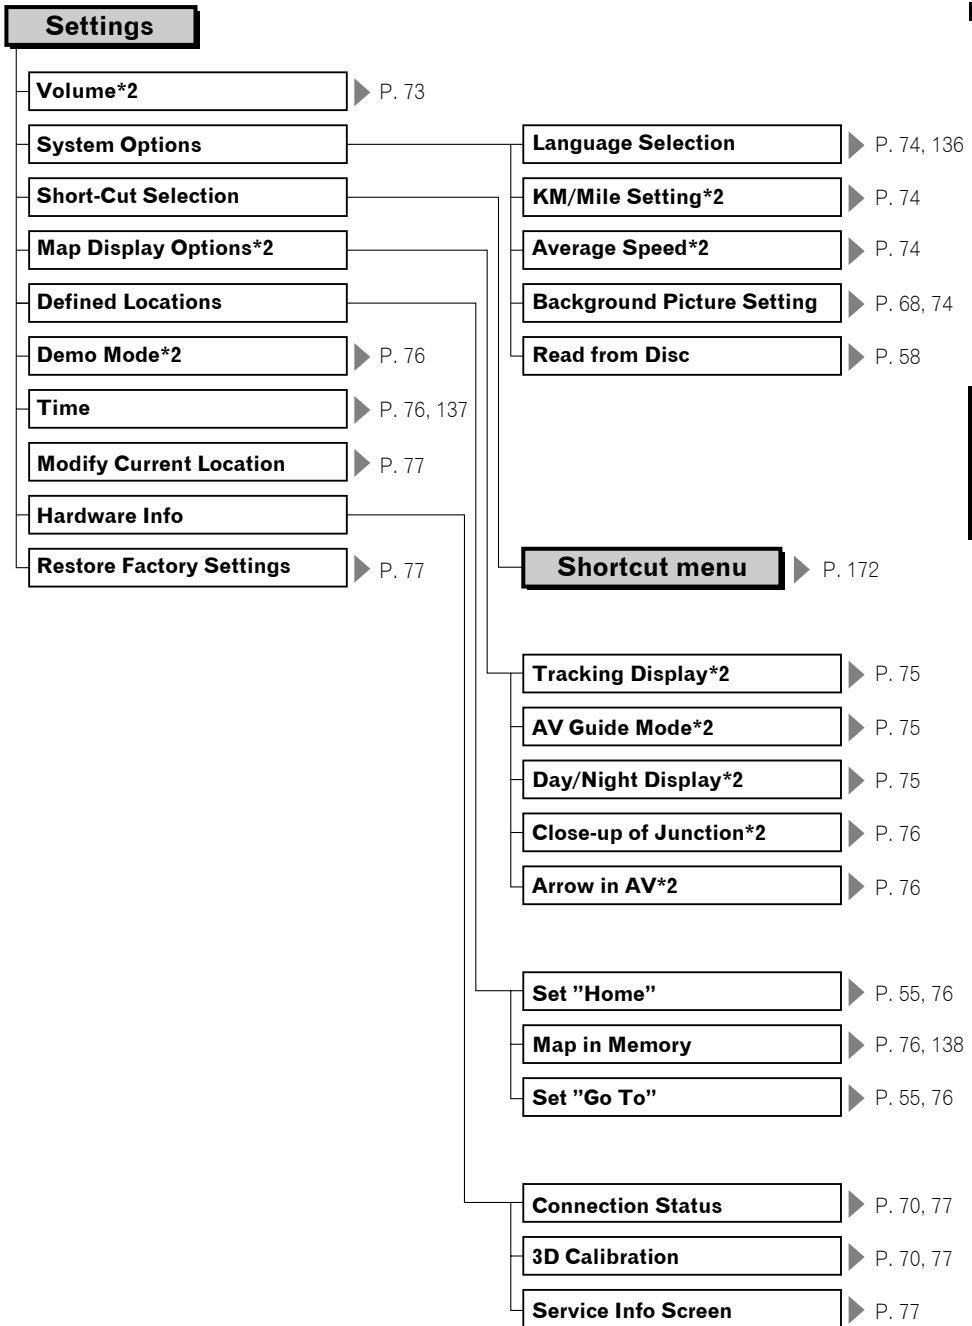 Settings
Volume*2 P. 73
System Options
Short-Cut Selection
Map Display Options*2
Defined Locations
Demo Mode*2 P. 76
Time P. 76, 137
Modify Current Location P. 77
Hardware Info
Restore Factory Settings P. 77
Language Selection P. 74, 136
KM/Mile Setting*2 P. 74
Average Speed*2 P. 74
Background Picture Setting P. 68, 74
Read from Disc P. 58
Shortcut menu P. 172
Tracking Display*2 P. 75
AV Guide Mode*2 P. 75
Day/Night Display*2 P. 75
Close-up of Junction*2 P. 76
Arrow in AV*2 P. 76
Set ”Home” P. 55, 76
Map in Memory P. 76, 138
Set ”Go To” P. 55, 76
Connection Status P. 70, 77
3D Calibration P. 70, 77
Service Info Screen P. 77